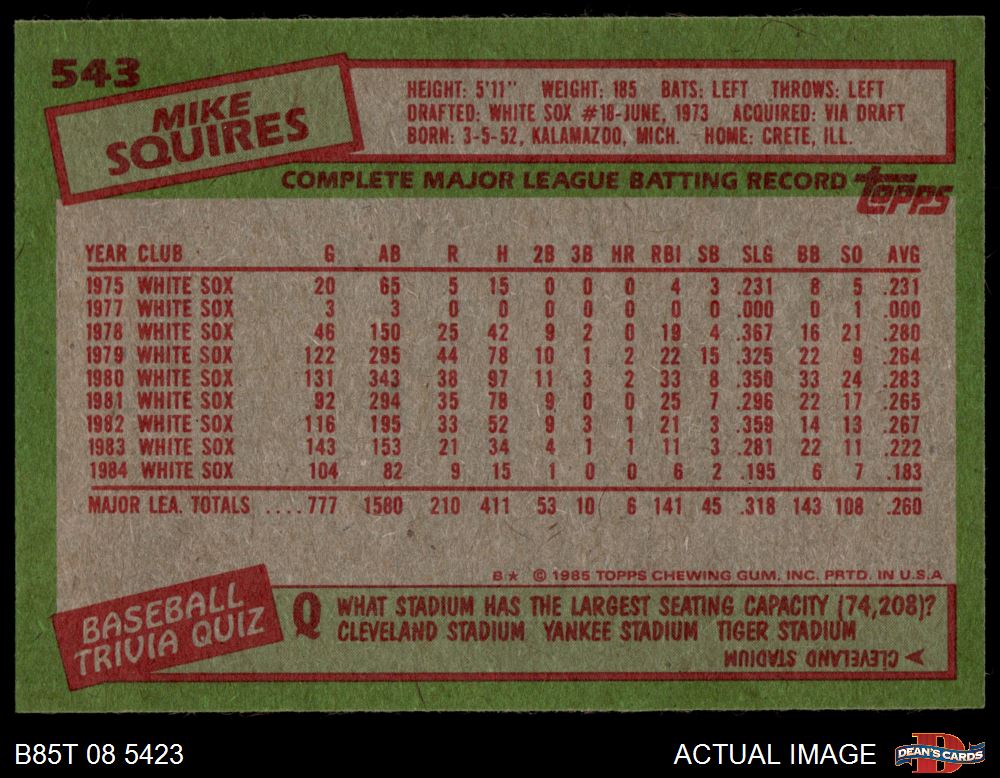 543
MIKE
SQUIRES
HEIGHT: 5'11" WEIGHT: 185 BATS: LEFT THROWS: LEFT
DRAFTED: WHITE SOX #18-JUNE, 1973 ACQUIRED: VIA DRAFT
BORN: 3-5-52, KALAMAZOO, MICH. HOME: CRETE, ILL.
COMPLETE MAJOR LEAGUE BATTING RECORD topps
YEAR CLUB G AB R H 2B 3B HR RBI SB SLG BB SO AVG
1975 WHITE SOX 20 65 5 15 0 0 0 4 3 .231 8 5 .231
1977 WHITE SOX 3 3 0 0 0 0 0 0 0 .000 0 1 .000
1978 WHITE SOX 46 150 25 42 9 2 0 19 4 .367 16 21 .280
1979 WHITE SOX 122 295 44 78 10 1 2 22 15 .325 22 9 .264
1980 WHITE SOX 131 343 38 97 11 3 2 33 8 .350 33 24 .283
1981 WHITE SOX 92 294 35 78 9 0 0 25 7 .296 22 17 .265
1982 WHITE SOX 116 195 33 52 9 3 1 21 3 .359 14 13 .267
1983 WHITE SOX 143 153 21 34 4 1 1 11 3 .281 22 11 .222
1984 WHITE SOX 104 82 9 15 1 0 0 6 2 .195 6 7 .183
MAJOR LEA. TOTALS ....777 1580 210 411 53 10 6 141 45 .318 143 108 .260
B★ © 1985 TOPPS CHEWING GUM, INC. PRTD. IN U.S.A
BASEBALL
TRIVIA QUIZ
Q WHAT STADIUM HAS THE LARGEST SEATING CAPACITY (74,208)?
CLEVELAND STADIUM YANKEE STADIUM TIGER STADIUM
CLEVELAND STADIUM
B85T 08 5423
ACTUAL IMAGE
DEAN'S CARDS